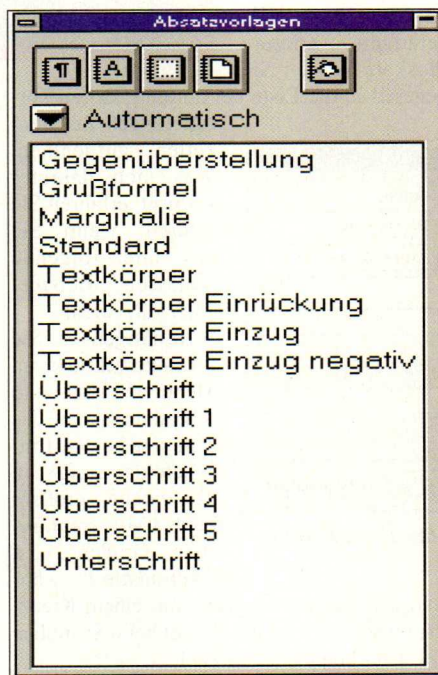 Absatzvorlagen
Automatisch
Gegenüberstellung
Grußformel
Marginalie
Standard
Textkörper
Textkörper Einrückung
Textkörper Einzug
Textkörper Einzug negativ
Überschrift
Überschrift 1
Überschrift 2
Überschrift 3
Überschrift 4
Überschrift 5
Unterschrift